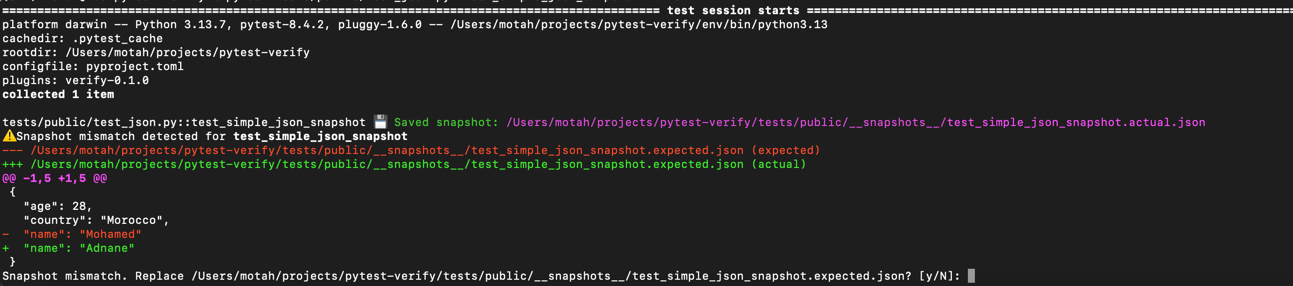 test session starts
platform darwin -- Python 3.13.7, pytest-8.4.2, pluggy-1.6.0 -- /Users/motah/projects/pytest-verify/env/bin/python3.13
cachedir: .pytest_cache
rootdir: /Users/motah/projects/pytest-verify
configfile: pyproject.toml
plugins: verify-0.1.0
collected 1 item
tests/public/test_json.py::test_simple_json_snapshot 💾 Saved snapshot: /Users/motah/projects/pytest-verify/tests/public/__snapshots__/test_simple_json_snapshot.actual.json
⚠️Snapshot mismatch detected for test_simple_json_snapshot
--- /Users/motah/projects/pytest-verify/tests/public/__snapshots__/test_simple_json_snapshot.expected.json (expected)
+++ /Users/motah/projects/pytest-verify/tests/public/__snapshots__/test_simple_json_snapshot.expected.json (actual)
@@ -1,5 +1,5 @@
 {
   "age": 28,
   "country": "Morocco",
-  "name": "Mohamed"
+  "name": "Adnane"
 }
Snapshot mismatch. Replace /Users/motah/projects/pytest-verify/tests/public/__snapshots__/test_simple_json_snapshot.expected.json? [y/N]: